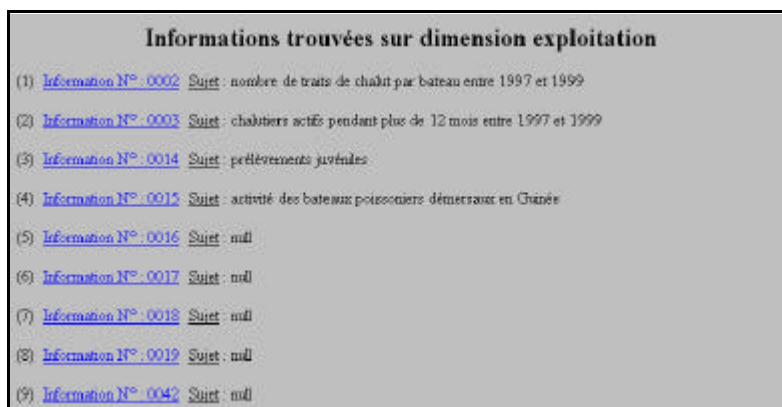 Informations trouvées sur dimension exploitation
(1) Information N° : 0002 Sujet : nombre de traits de chalut par bateau entre 1997 et 1999
(2) Information N° : 0003 Sujet : chalutiers actifs pendant plus de 12 mois entre 1997 et 1999
(3) Information N° : 0014 Sujet : prélèvements juvéniles
(4) Information N° : 0015 Sujet : activité des bateaux poissoniers démersaux en Guinée
(5) Information N° : 0016 Sujet : null
(6) Information N° : 0017 Sujet : null
(7) Information N° : 0018 Sujet : null
(8) Information N° : 0019 Sujet : null
(9) Information N° : 0042 Sujet : null